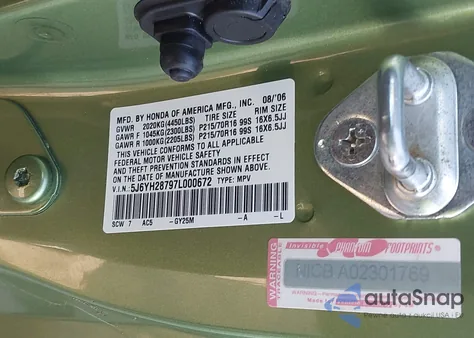 MFD. BY HONDA OF AMERICA MFG., INC. 08/'06
TIRE SIZE RIM SIZE
GVWR 2020KG(4450LBS)
GAWR F 1045KG(2300LBS) P215/70R16 99S 16X6.5JJ
GAWR R 1000KG(2205LBS) P215/70R16 99S 16X6.5JJ
THIS VEHICLE CONFORMS TO ALL APPLICABLE
FEDERAL MOTOR VEHICLE SAFETY AND
THEFT PREVENTION STANDARDS IN EFFECT ON
THE DATE OF MANUFACTURE SHOWN ABOVE.
V.I.N. 5J6YH28797L000672 TYPE: MPV
SCW 7 AC5 -GY25M -A -L
WARNING
Invisible PHANTOM FOOTPRINTS
NICB A02301769
autoSnap